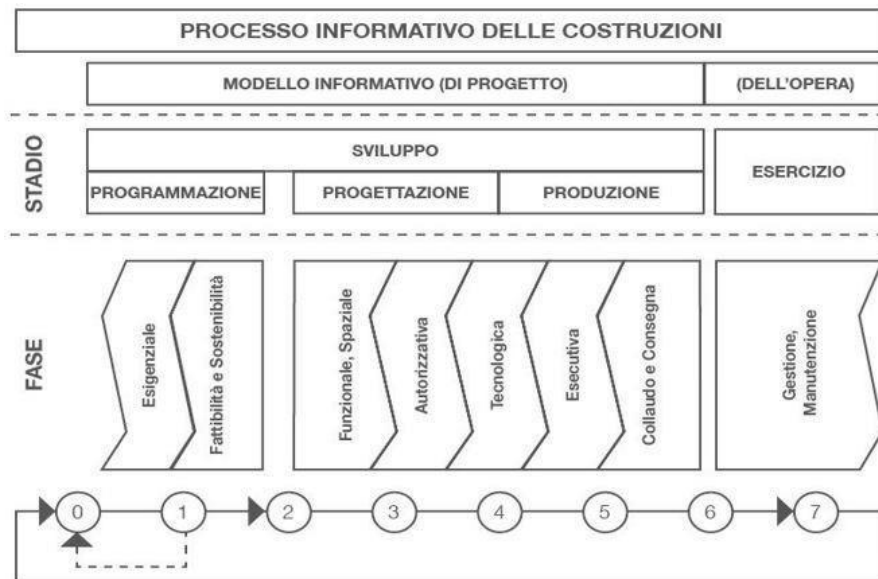 PROCESSO INFORMATIVO DELLE COSTRUZIONI
MODELLO INFORMATIVO (DI PROGETTO)
(DELL'OPERA)
STADIO
SVILUPPO
ESERCIZIO
PROGRAMMAZIONE
PROGETTAZIONE
PRODUZIONE
FASE
Esigenziale
Fattibilità e Sostenibilità
Funzionale, Spaziale
Autorizzativa
Tecnologica
Esecutiva
Collaudo e Consegna
Gestione,
Manutenzione
0
1
2
3
4
5
6
7